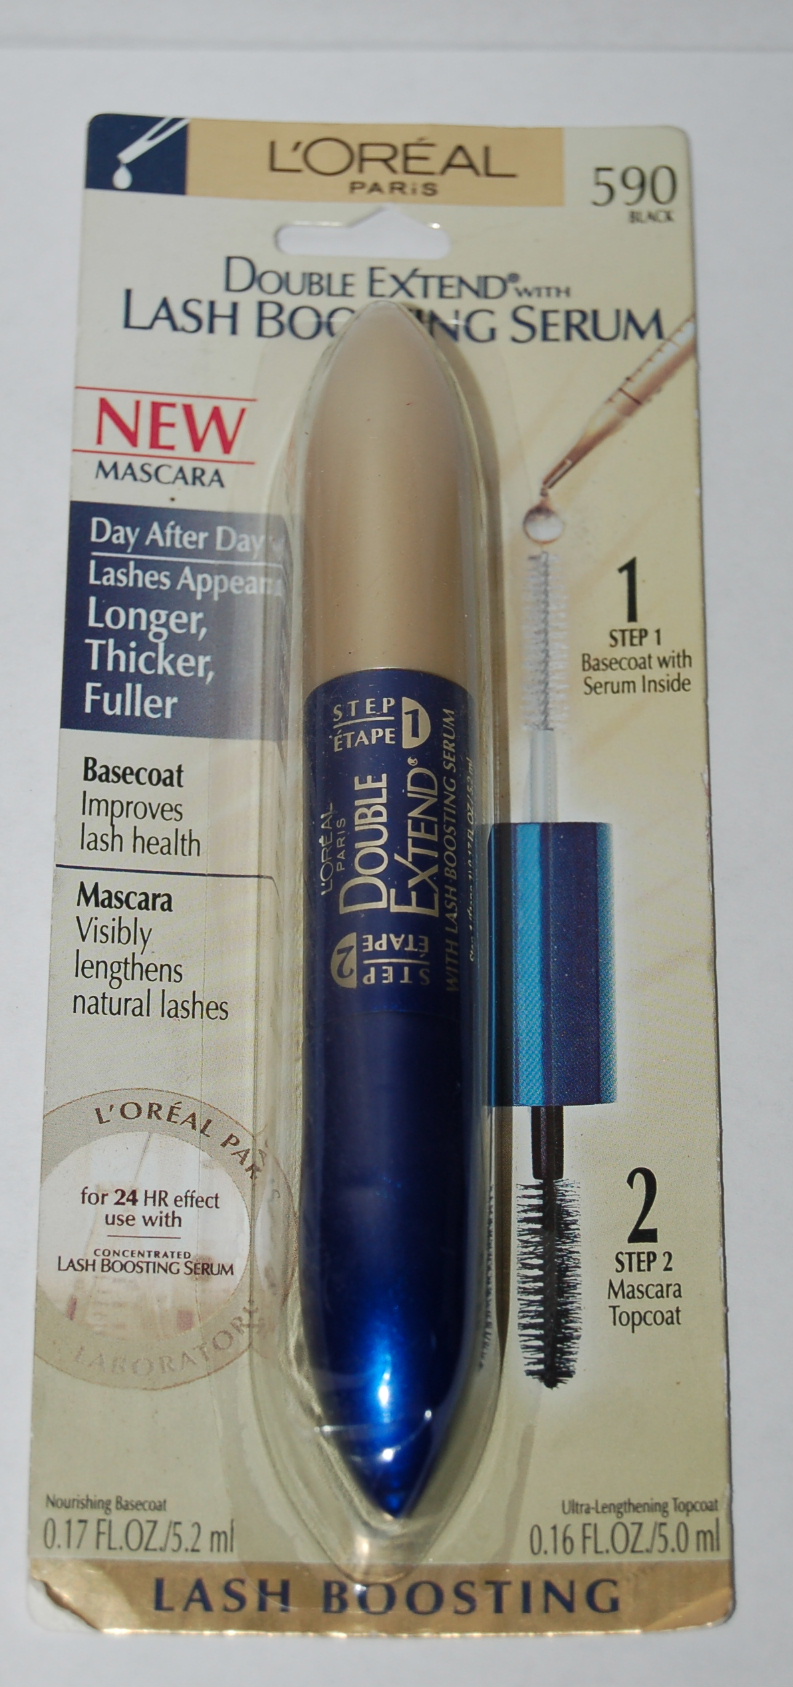 L'ORÉAL
PARIS
590
BLACK
DOUBLE EXTEND® WITH
LASH BOOSTING SERUM
NEW
MASCARA
Day After Day
Lashes Appear
Longer,
Thicker,
Fuller
Basecoat
Improves
lash health
Mascara
Visibly
lengthens
natural lashes
L'ORÉAL PARIS
for 24 HR effect
use with
CONCENTRATED
LASH BOOSTING SERUM
LABORATORY
STEP
ÉTAPE 1
L'ORÉAL
PARIS
DOUBLE
EXTEND®
WITH LASH BOOSTING SERUM
STEP
ÉTAPE 2
1
STEP 1
Basecoat with
Serum Inside
2
STEP 2
Mascara
Topcoat
Nourishing Basecoat
0.17 FL.OZ./5.2 ml
Ultra-Lengthening Topcoat
0.16 FL.OZ./5.0 ml
LASH BOOSTING